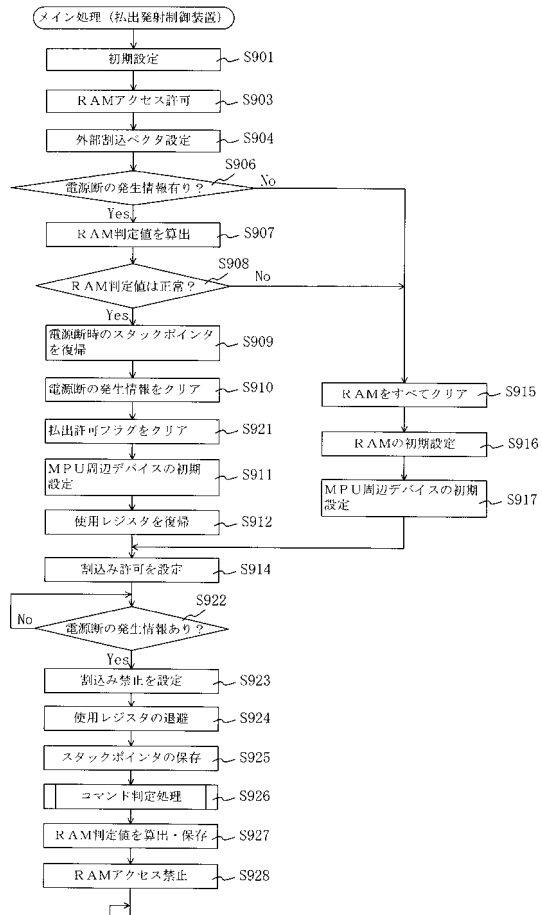 メイン処理（払出発射制御装置）
初期設定
S901
RAMアクセス許可
S903
外部割込ベクタ設定
S904
S906
電源断の発生情報有り？
No
Yes
RAM判定値を算出
S907
S908
RAM判定値は正常？
No
Yes
電源断時のスタックポインタ
を復帰
S909
電源断の発生情報をクリア
S910
払出許可フラグをクリア
S921
MPU周辺デバイスの初期
設定
S911
使用レジスタを復帰
S912
RAMをすべてクリア
S915
RAMの初期設定
S916
MPU周辺デバイスの初期
設定
S917
割込み許可を設定
S914
S922
No
電源断の発生情報あり？
Yes
割込み禁止を設定
S923
使用レジスタの退避
S924
スタックポインタの保存
S925
コマンド判定処理
S926
RAM判定値を算出・保存
S927
RAMアクセス禁止
S928